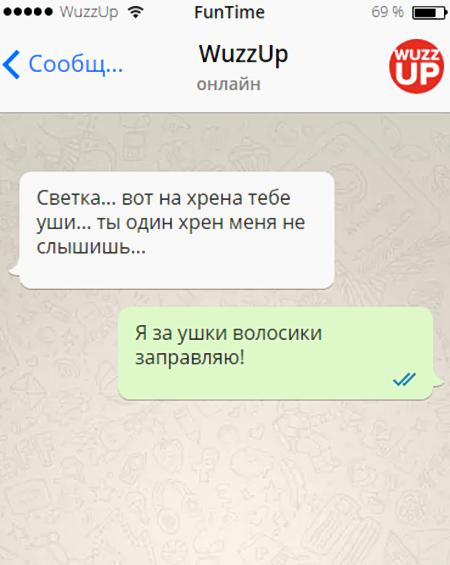 WuzzUp FunTime 69 %
Сообщ... WuzzUp
онлайн
WUZZ
UP
Светка... вот на хрена тебе
уши... ты один хрен меня не
слышишь...
Я за ушки волосики
заправляю!